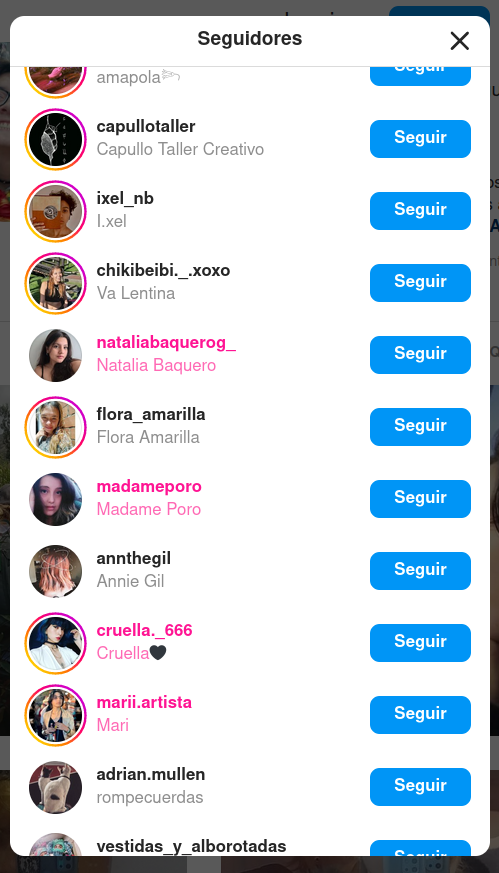 Seguidores
amapola
Seguir
capullotaller
Capullo Taller Creativo
Seguir
ixel_nb
I.xel
Seguir
chikibeibi._.xoxo
Va Lentina
Seguir
nataliabaquerog_
Natalia Baquero
Seguir
flora_amarilla
Flora Amarilla
Seguir
madameporo
Madame Poro
Seguir
annthegil
Annie Gil
Seguir
cruella._666
Cruella🖤
Seguir
marii.artista
Mari
Seguir
adrian.mullen
rompecuerdas
Seguir
vestidas_y_alborotadas
Seguir